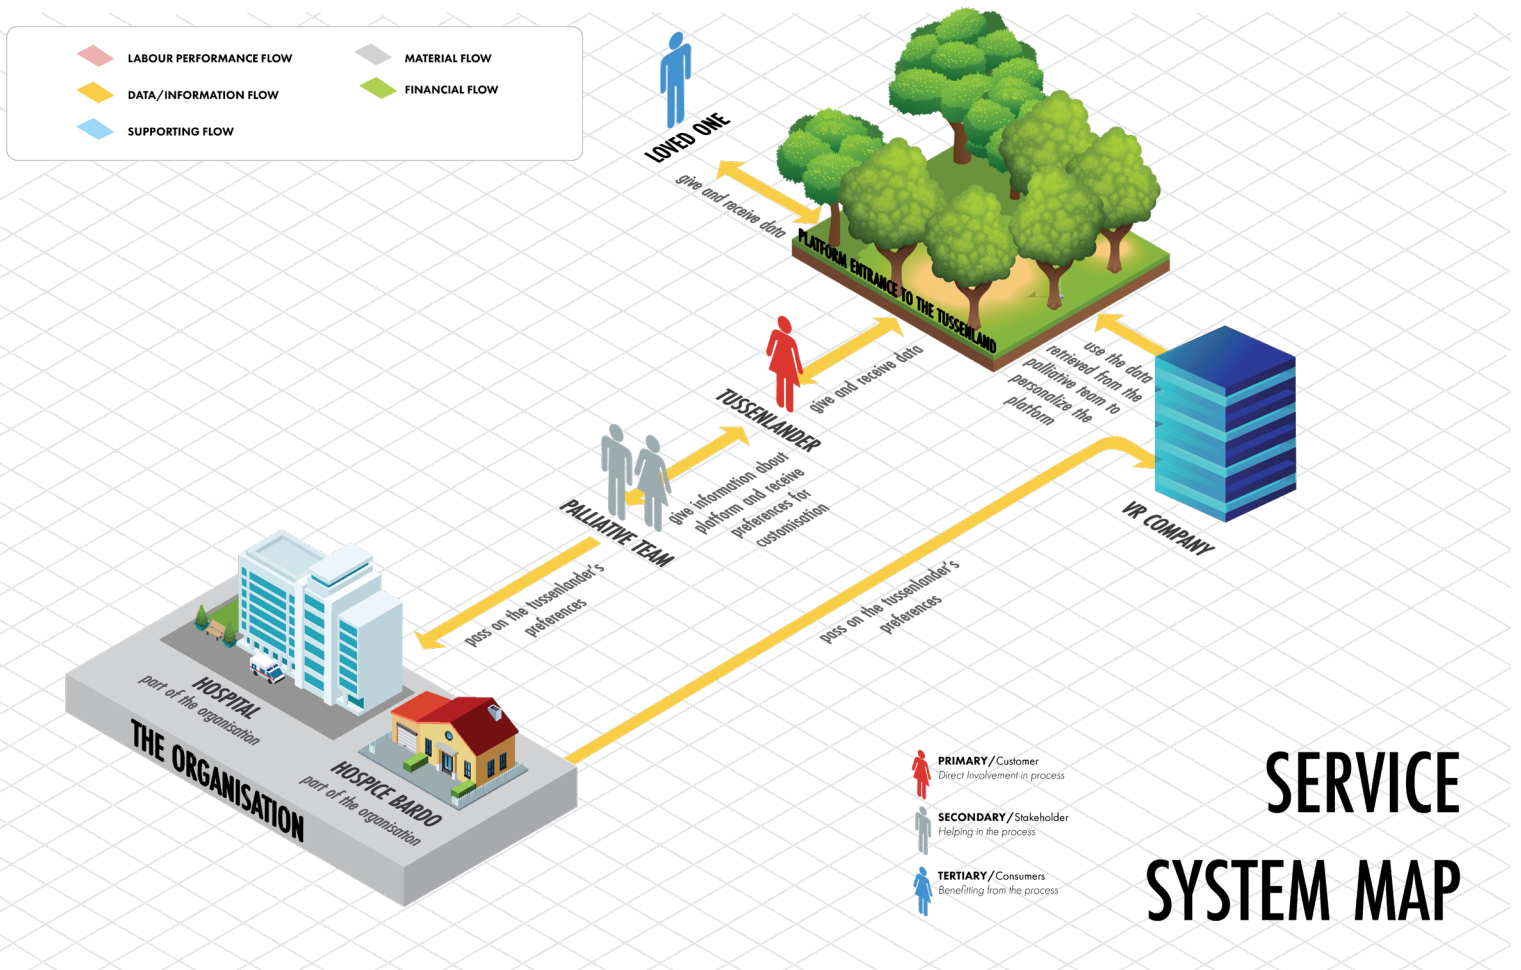 LABOUR PERFORMANCE FLOW
DATA/INFORMATION FLOW
SUPPORTING FLOW
MATERIAL FLOW
FINANCIAL FLOW
LOVED ONE
give and receive data
PLATFORM ENTRANCE TO THE TUSSENLAND
TUSSENLANDER
give and receive data
use the data
retrieved from the
palliative team to
personalize the
platform
VR COMPANY
PALLIATIVE TEAM
give information about
platform and receive
preferences for
customisation
pass on the tussenlander's
preferences
pass on the tussenlander's
preferences
HOSPITAL
part of the organisation
HOSPICE BARDO
part of the organisation
THE ORGANISATION
PRIMARY/Customer
Direct Involvement in process
SECONDARY/Stakeholder
Helping in the process
TERTIARY/Consumers
Benefitting from the process
SERVICE
SYSTEM MAP